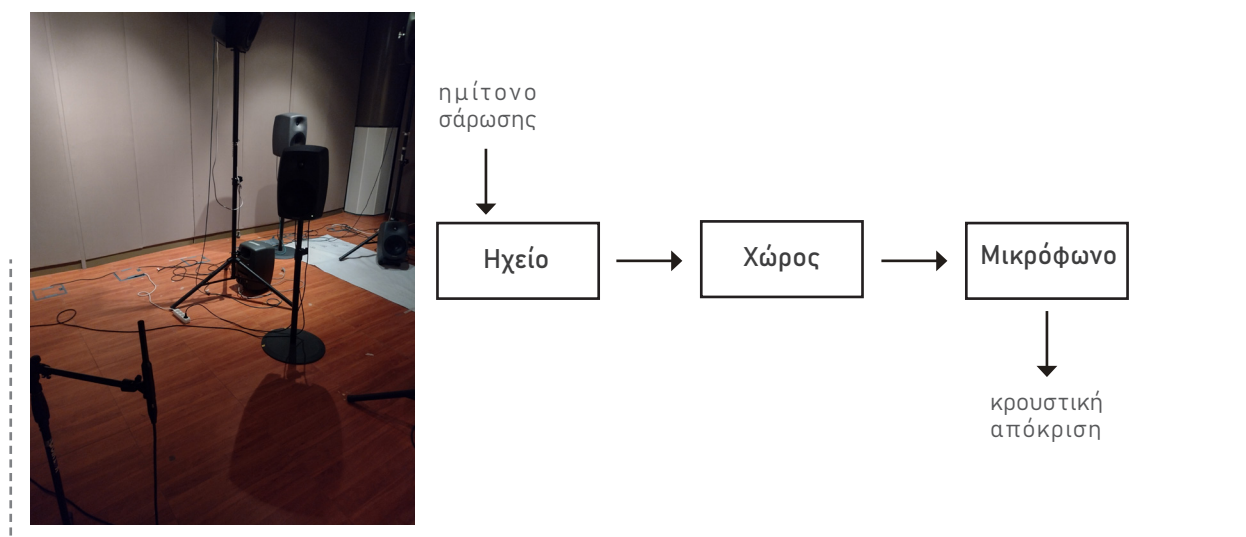 ημίτονο
σάρωσης
Ηχείο
Χώρος
Μικρόφωνο
κρουστική
απόκριση